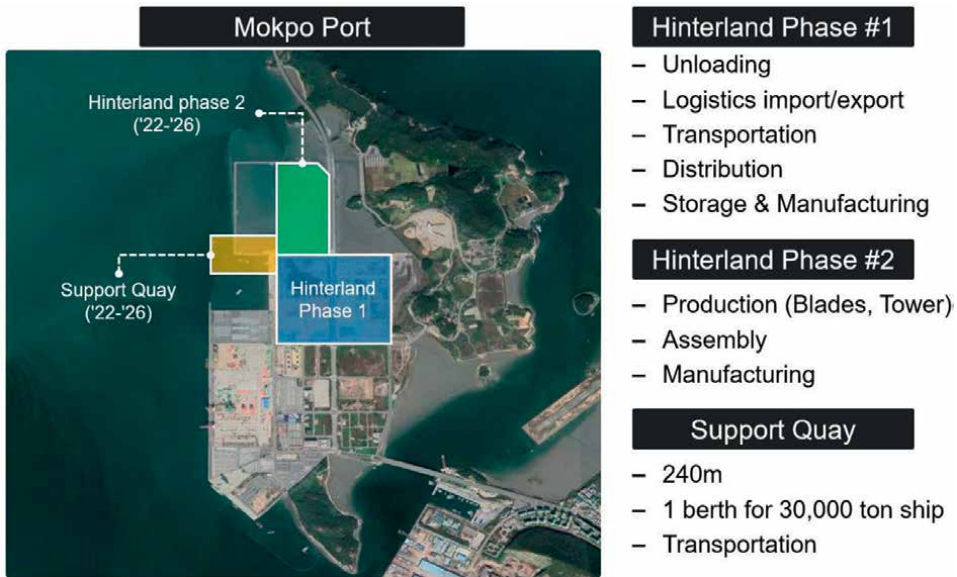 Mokpo Port
Hinterland phase 2
('22-'26)
Support Quay
('22-'26)
Hinterland
Phase 1
Hinterland Phase #1
– Unloading
– Logistics import/export
– Transportation
– Distribution
– Storage & Manufacturing
Hinterland Phase #2
– Production (Blades, Tower)
– Assembly
– Manufacturing
Support Quay
– 240m
– 1 berth for 30,000 ton ship
– Transportation